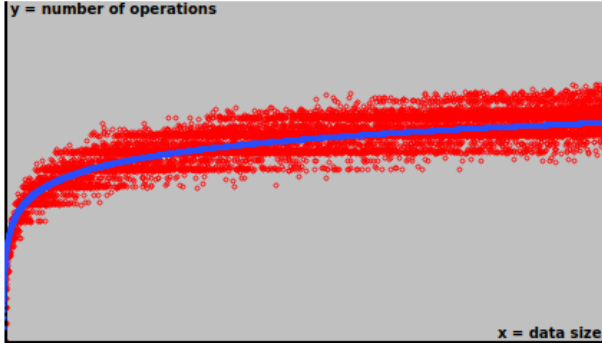 y = number of operations
x = data size